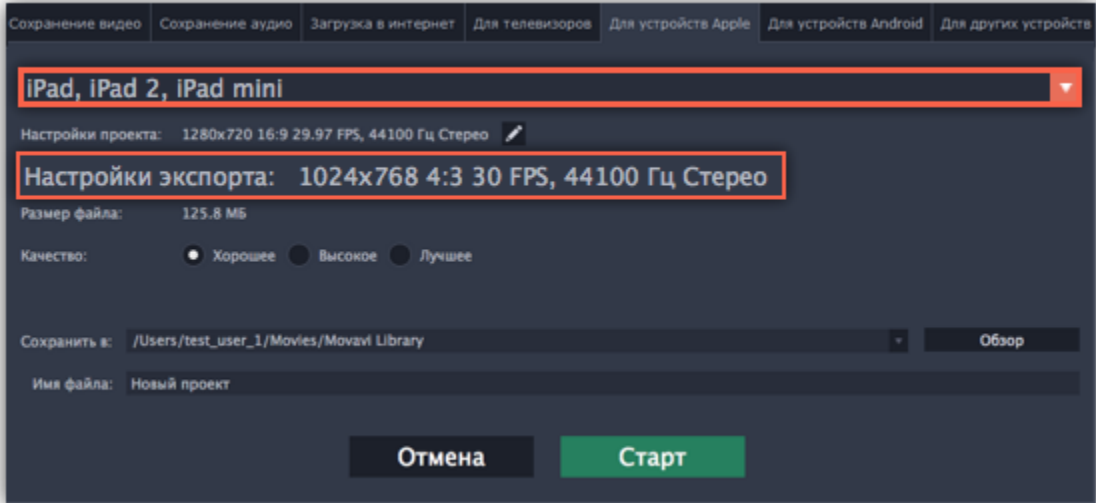 Сохранение видео Сохранение аудио Загрузка в интернет Для телевизоров Для устройств Apple Для устройств Android Для других устройств
iPad, iPad 2, iPad mini
Настройки проекта: 1280x720 16:9 29.97 FPS, 44100 Гц Стерео
Настройки экспорта: 1024x768 4:3 30 FPS, 44100 Гц Стерео
Размер файла: 125.8 МБ
Качество: Хорошее Высокое Лучшее
Сохранить в: /Users/test_user_1/Movies/Movavi Library Обзор
Имя файла: Новый проект
Отмена Старт